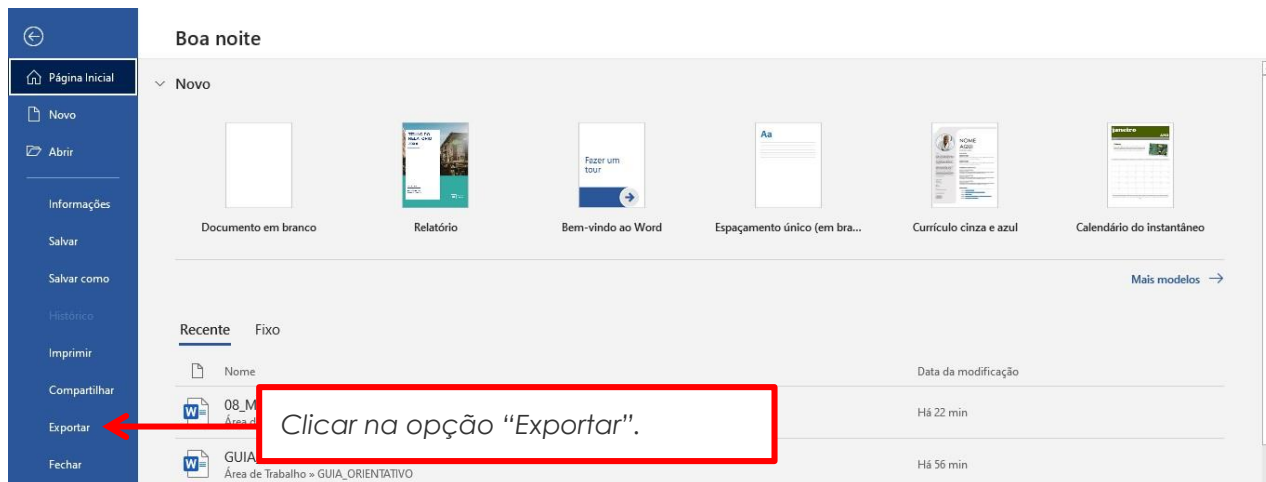 Boa noite
Página Inicial
Novo
Abrir
Informações
Salvar
Salvar como
Histórico
Imprimir
Compartilhar
Exportar
Fechar
Novo
Fazer um
tour
Aa
NOME
AQUI
janeiro
Documento em branco
Relatório
Bem-vindo ao Word
Espaçamento único (em bra...
Currículo cinza e azul
Calendário do instantâneo
Mais modelos
Recente Fixo
Nome Data da modificação
08_M
Há 22 min
Clicar na opção “Exportar”.
GUIA
Área de Trabalho » GUIA_ORIENTATIVO
Há 56 min